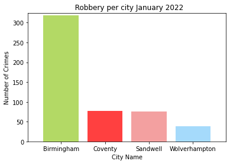 Robbery per city January 2022
Number of Crimes
300
250
200
150
100
50
0
Birmingham Coventy Sandwell Wolverhampton
City Name